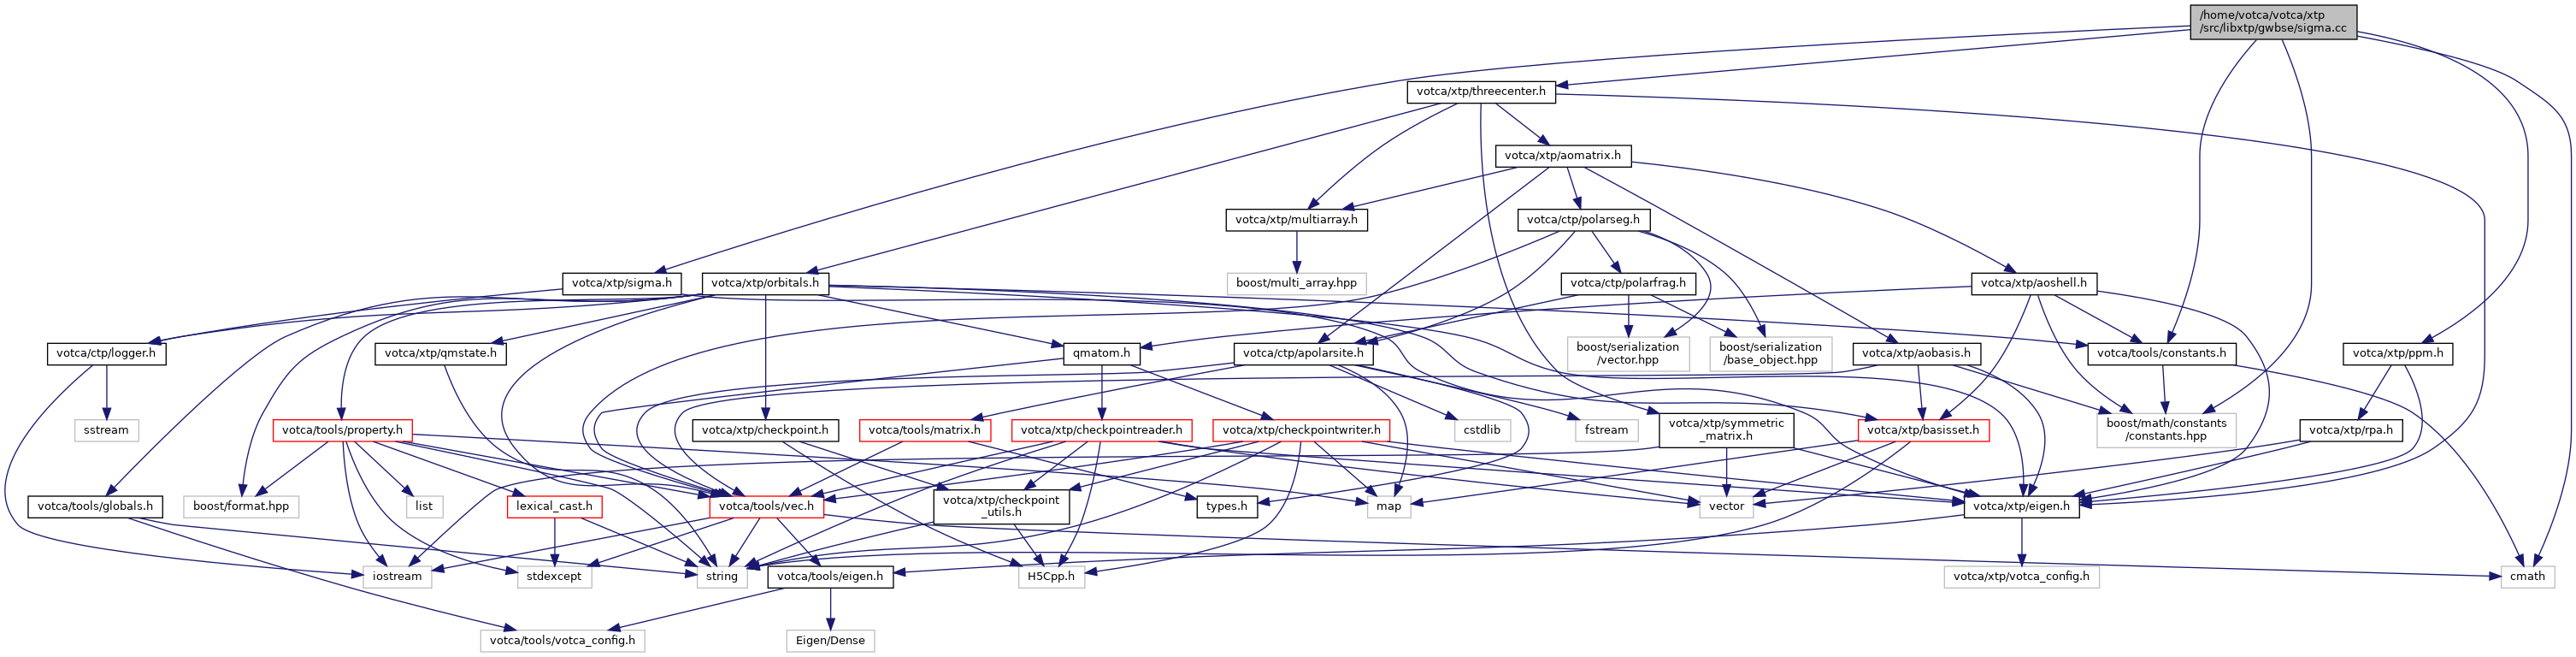 /home/votca/votca/xtp
/src/libxtp/gwbse/sigma.cc
votca/xtp/threecenter.h
votca/xtp/aomatrix.h
votca/xtp/multiarray.h
votca/ctp/polarseg.h
votca/xtp/sigma.h
votca/xtp/orbitals.h
boost/multi_array.hpp
votca/ctp/polarfrag.h
votca/xtp/aoshell.h
votca/ctp/logger.h
votca/xtp/qmstate.h
qmatom.h
votca/ctp/apolarsite.h
boost/serialization
/vector.hpp
boost/serialization
/base_object.hpp
votca/xtp/aobasis.h
votca/tools/constants.h
votca/xtp/ppm.h
sstream
votca/tools/property.h
votca/xtp/checkpoint.h
votca/tools/matrix.h
votca/xtp/checkpointreader.h
votca/xtp/checkpointwriter.h
cstdlib
fstream
votca/xtp/symmetric
_matrix.h
votca/xtp/basisset.h
boost/math/constants
/constants.hpp
votca/xtp/rpa.h
votca/tools/globals.h
boost/format.hpp
list
lexical_cast.h
votca/tools/vec.h
votca/xtp/checkpoint
_utils.h
types.h
map
vector
votca/xtp/eigen.h
iostream
stdexcept
string
votca/tools/eigen.h
H5Cpp.h
votca/xtp/votca_config.h
cmath
votca/tools/votca_config.h
Eigen/Dense